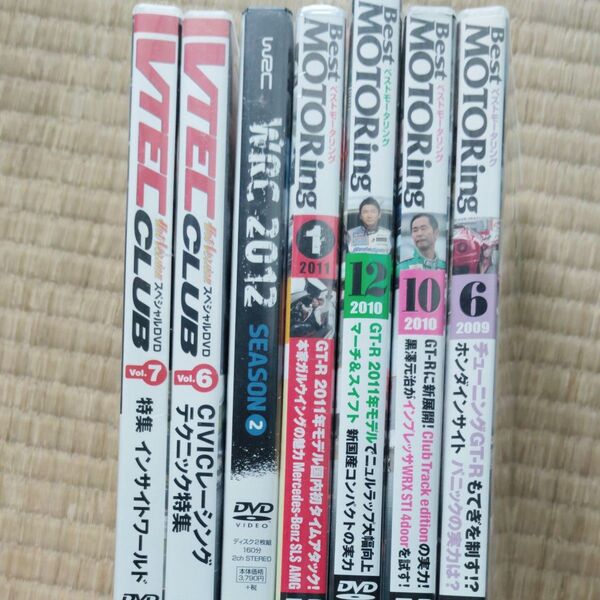 VTEC
CLUB
Hot Version
スペシャルDVD
Vol.7
特集 インサイトワールド
VTEC
CLUB
Hot Version
スペシャルDVD
Vol.6
CIVICレーシング
テクニック特集
WRC
WRC 2012
SEASON 2
DVD
VIDEO
ディスク2枚組
160分
2ch STEREO
本体価格
3,790円
+税
Best
MOTORing
ベストモータリング
1
2011
GT-R 2011年モデル国内初タイムアタック!
本家ガルウイングの魅力 Mercedes-Benz SLS AMG
Best
MOTORing
ベストモータリング
12
2010
GT-R 2011年モデルでニュルラップ大幅向上
マーチ&スイフト 新国産コンパクトの実力
DVD
Best
MOTORing
ベストモータリング
10
2010
GT-Rに新展開! Club Track editionの実力!
黒澤元治がインプレッサWRX STI 4doorを試す!
Best
MOTORing
ベストモータリング
6
2009
チューニングGT-R もてぎを制す!?
ホンダインサイト パニックの実力は?